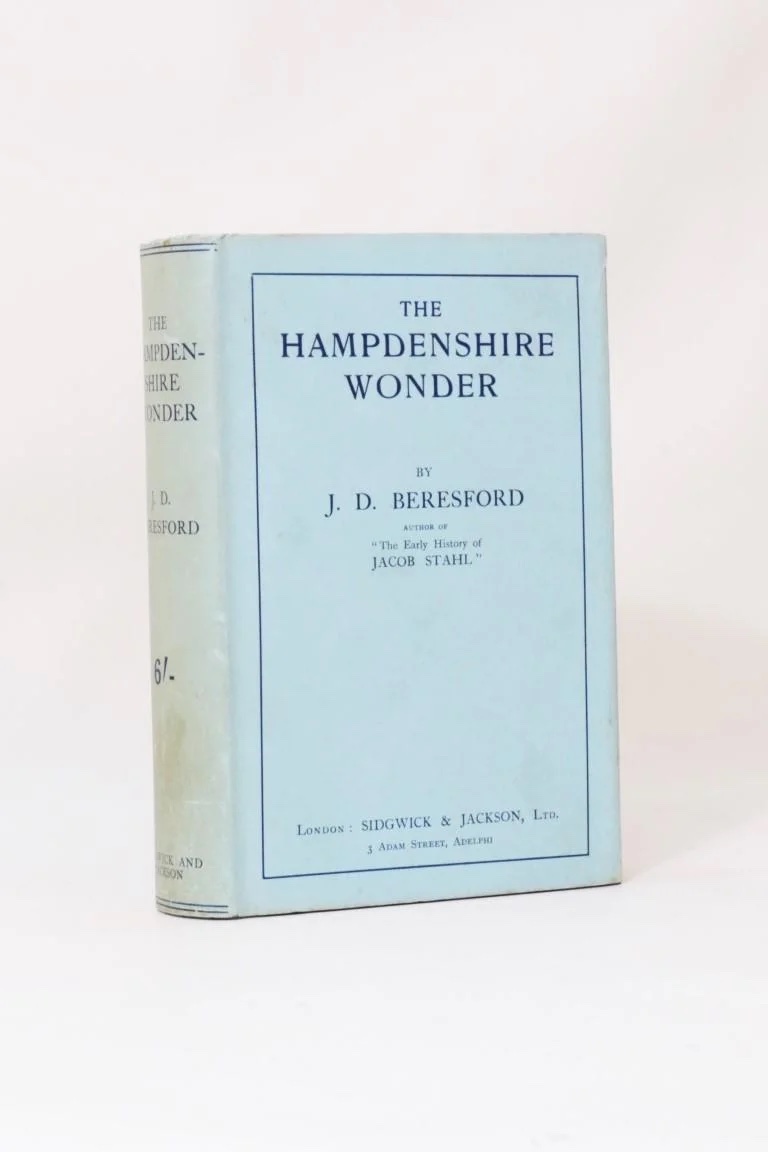 THE
MPDEN-
SHIRE
ONDER
J. D.
RESFORD
6/-
WICK AND
CKSON
THE
HAMPDENSHIRE
WONDER
BY
J. D. BERESFORD
AUTHOR OF
"The Early History of
JACOB STAHL"
LONDON: SIDGWICK & JACKSON, LTD.
3 ADAM STREET, ADELPHI